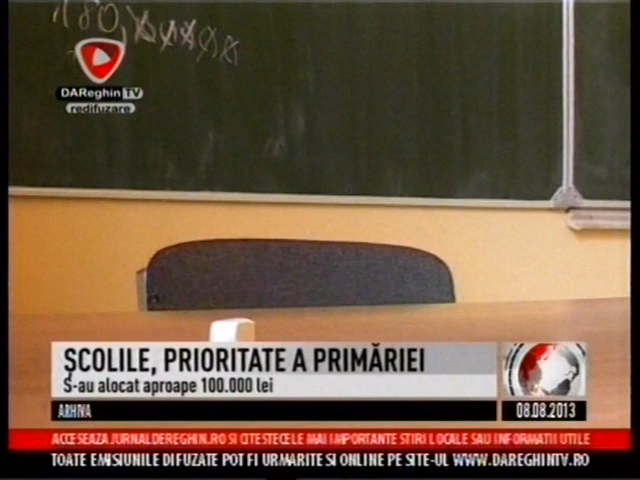 180,
DAReghin TV
redifuzare
ŞCOLILE, PRIORITATE A PRIMĂRIEI
S-au alocat aproape 100.000 lei
ARHIVA
08.08.2013
ACCESEAZA JURNALDEREGHIN.RO SI CITESTE CELE MAI IMPORTANTE STIRI LOCALE SAU INFORMATII UTILE
TOATE EMISIUNILE DIFUZATE POT FI URMARITE SI ONLINE PE SITE-UL WWW.DAREGHINTV.RO